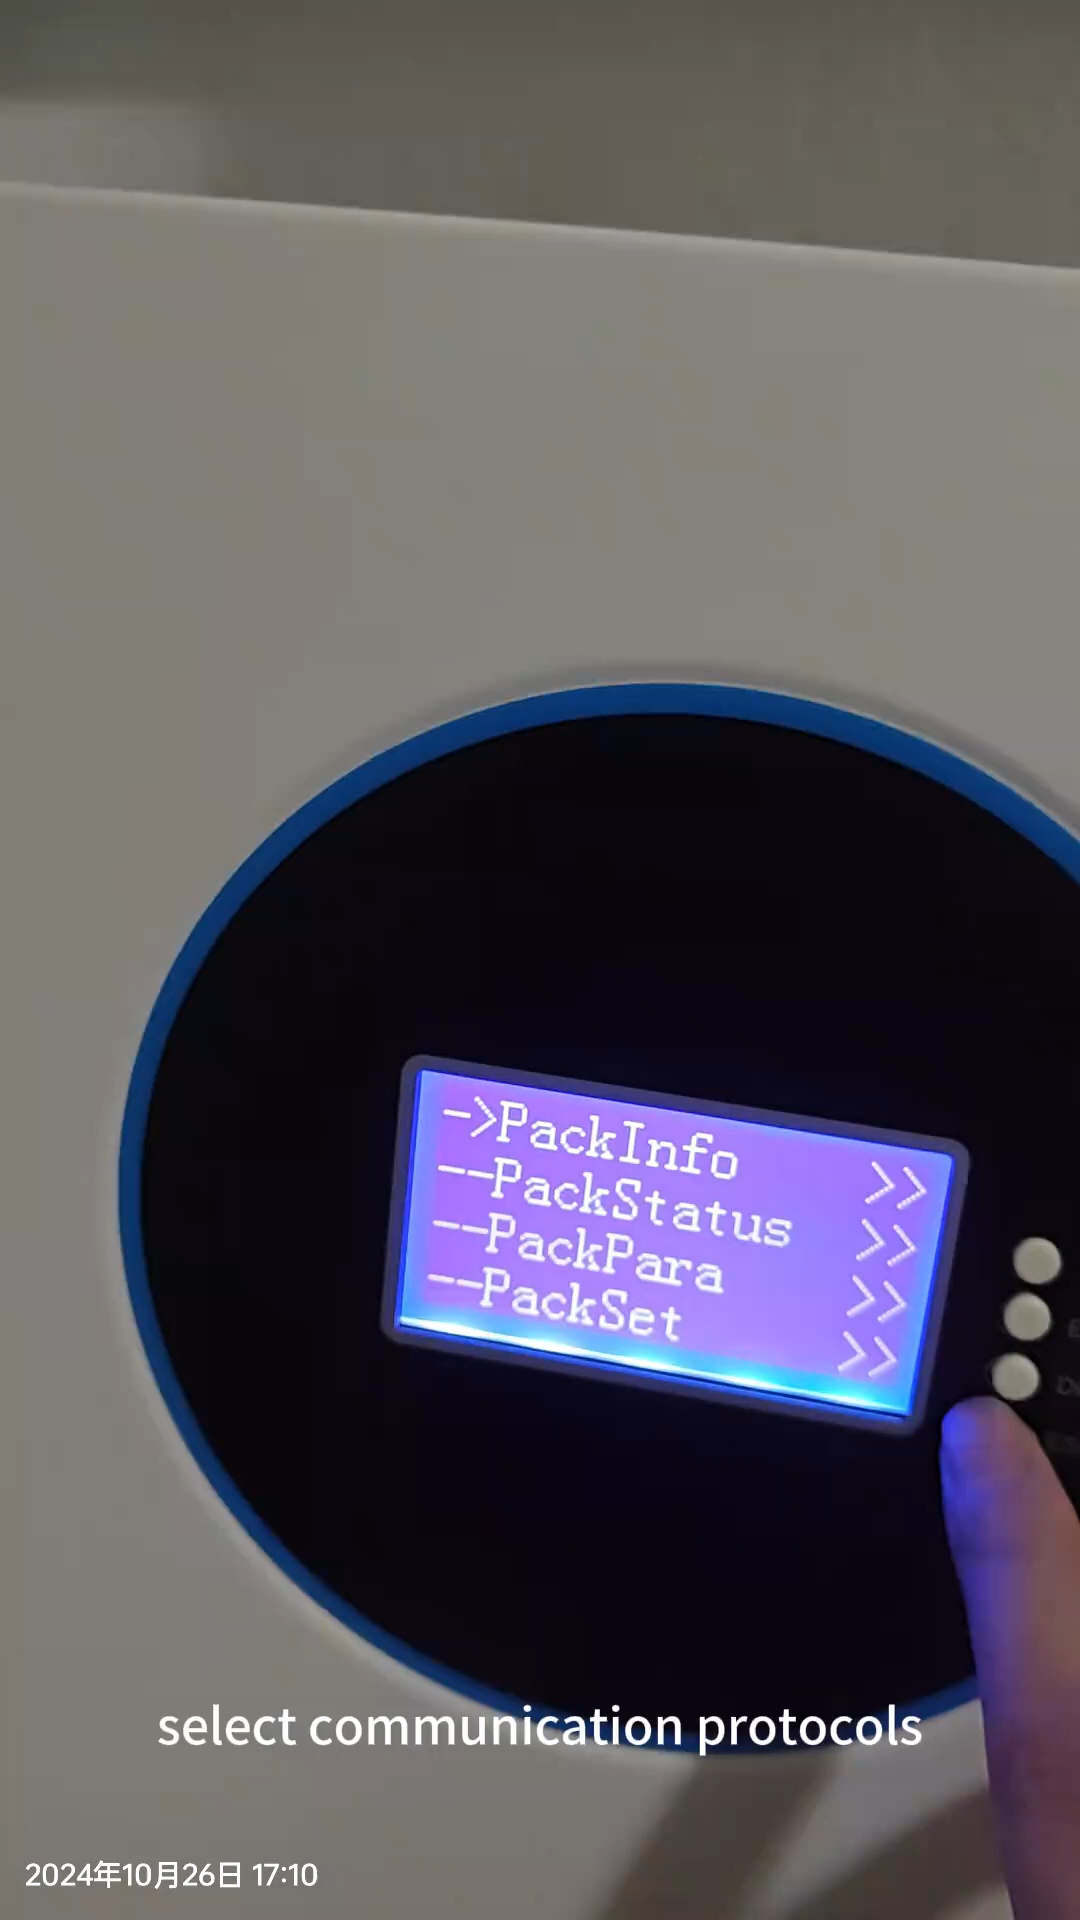 ->PackInfo >>
--PackStatus >>
--PackPara >>
--PackSet >>
select communication protocols
2024年10月26日 17:10